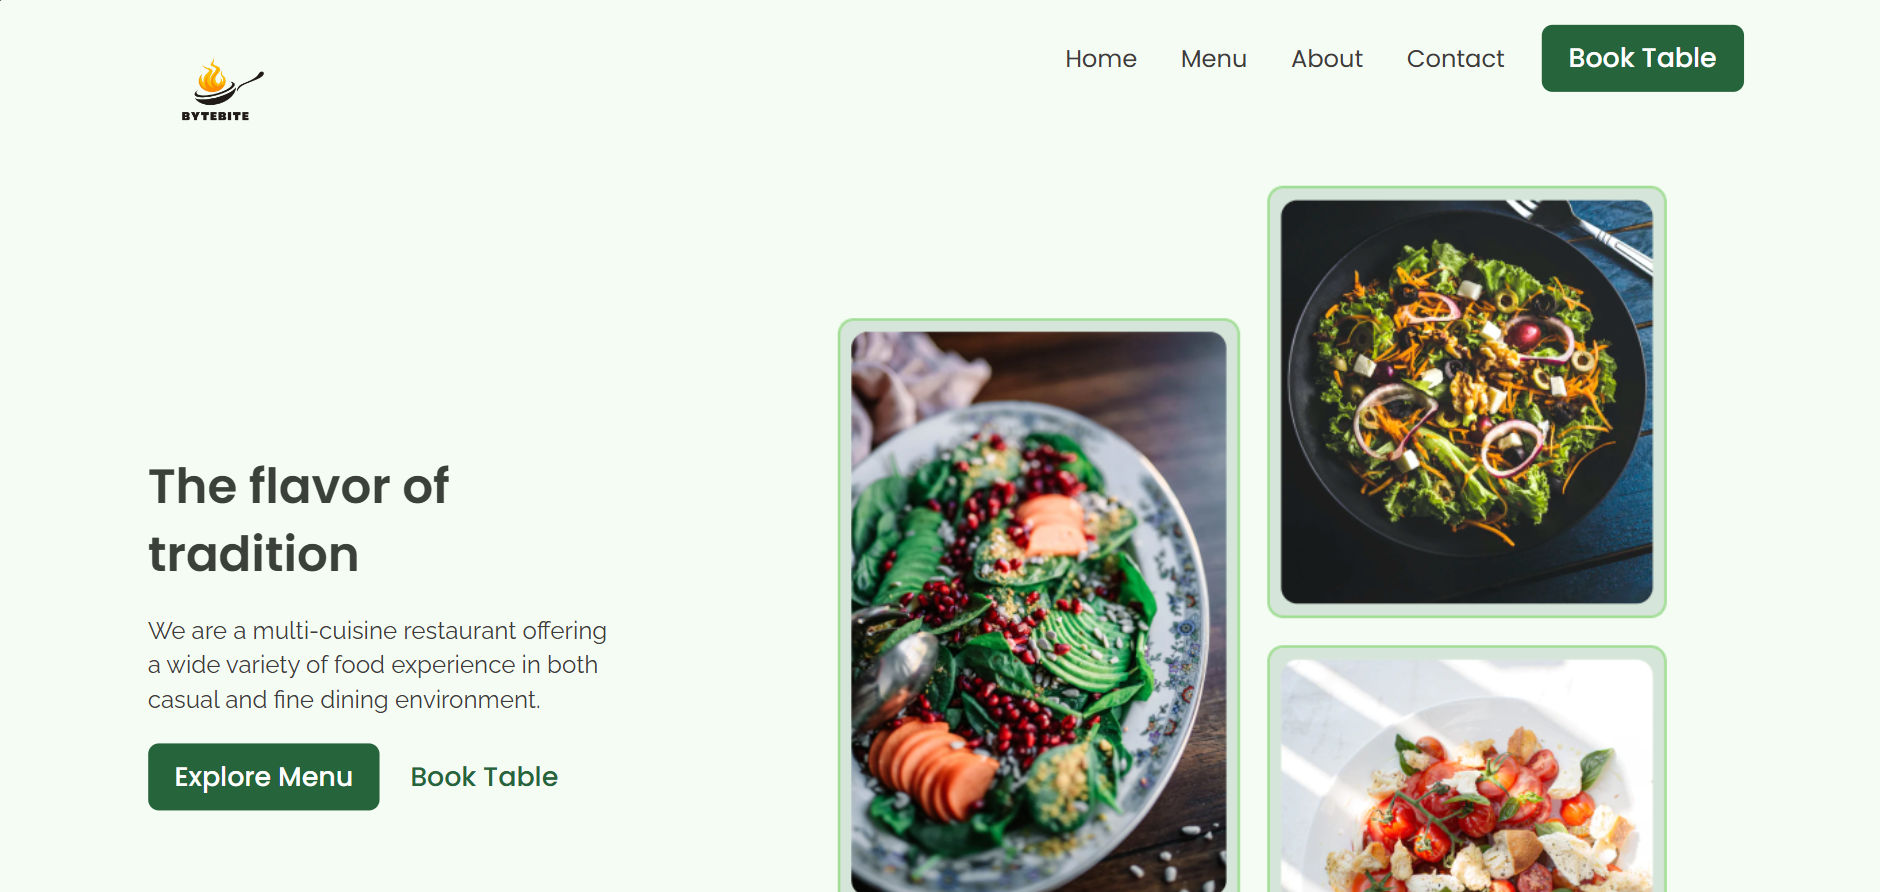 BYTEBITE
Home Menu About Contact Book Table
The flavor of
tradition
We are a multi-cuisine restaurant offering
a wide variety of food experience in both
casual and fine dining environment.
Explore Menu Book Table